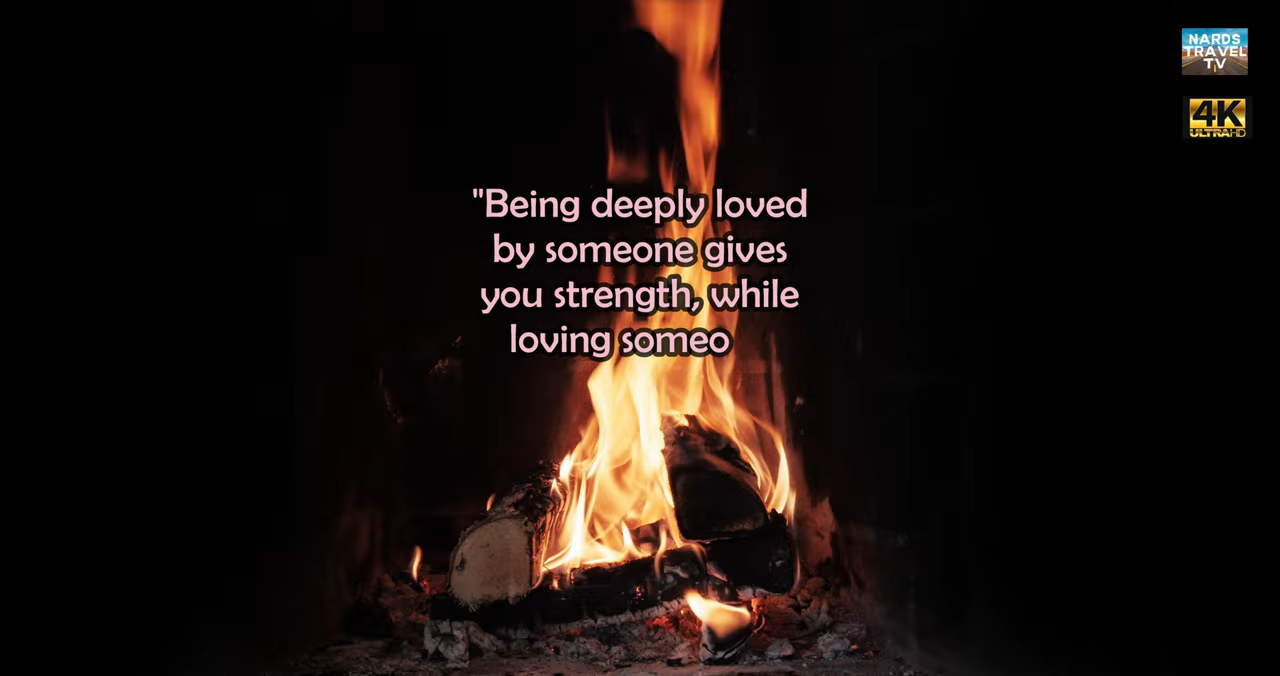 "Being deeply loved
by someone gives
you strength, while
loving someo
NARDS
TRAVEL
TV
4K
ULTRA HD